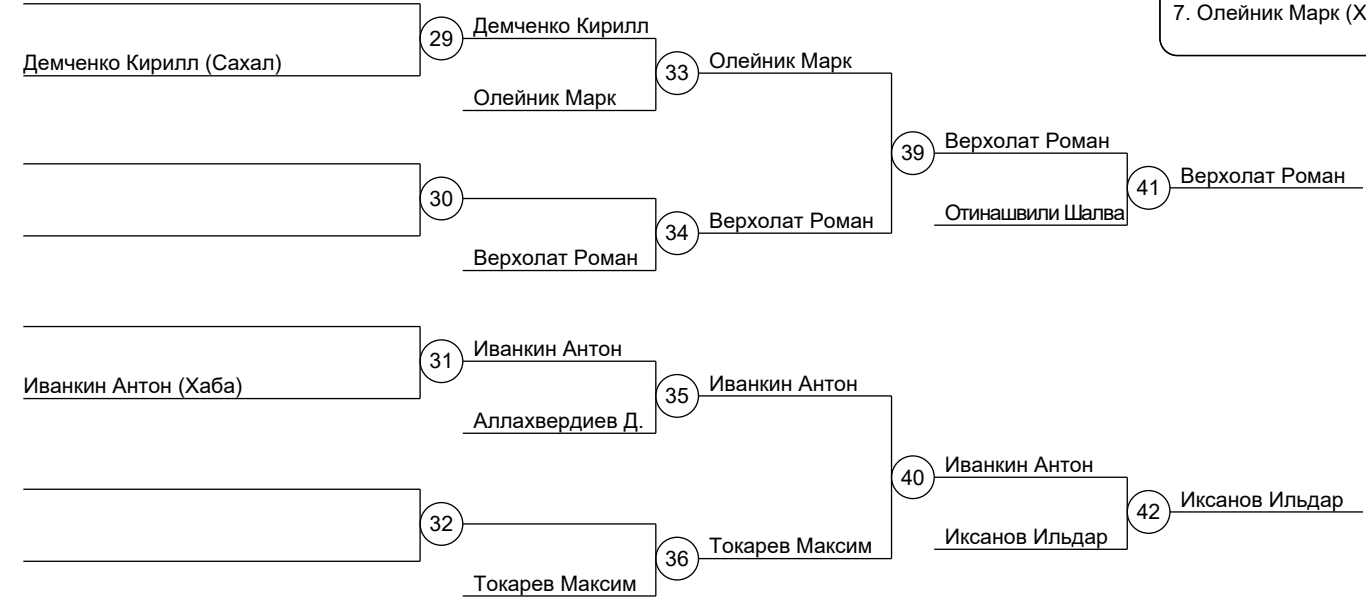 7. Олейник Марк (Х
29
Демченко Кирилл
Демченко Кирилл (Сахал)
33
Олейник Марк
Олейник Марк
39
Верхолат Роман
30
41
Верхолат Роман
34
Верхолат Роман
Отинашвили Шалва
Верхолат Роман
31
Иванкин Антон
Иванкин Антон (Хаба)
35
Иванкин Антон
Аллахвердиев Д.
40
Иванкин Антон
32
42
Иксанов Ильдар
36
Токарев Максим
Иксанов Ильдар
Токарев Максим